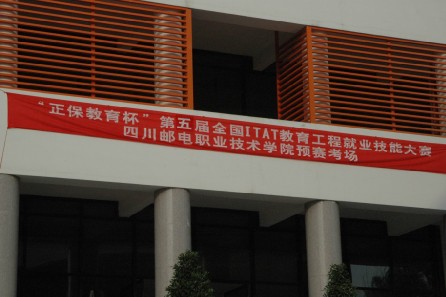 “正保教育杯”第五届全国ITAT教育工程就业技能大赛
四川邮电职业技术学院预赛考场